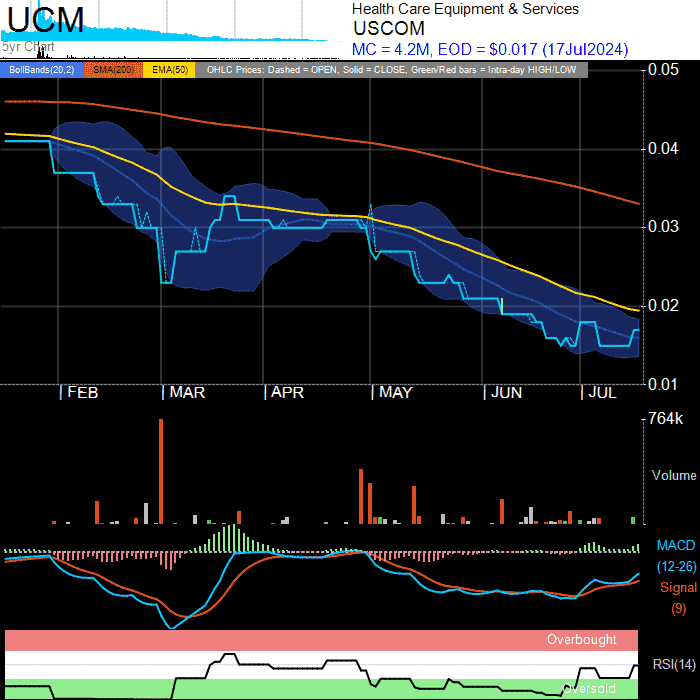 UCM
5yr Chart
Health Care Equipment & Services
USCOM
MC = 4.2M, EOD = $0.017 (17Jul2024)
BollBands(20,2) SMA(200) EMA(50) OHLC Prices: Dashed = OPEN, Solid = CLOSE, Green/Red bars = Intra-day HIGH/LOW
0.05
0.04
0.03
0.02
0.01
FEB MAR APR MAY JUN JUL
764k
Volume
MACD
(12-26)
Signal
(9)
Overbought
RSI(14)
Oversold